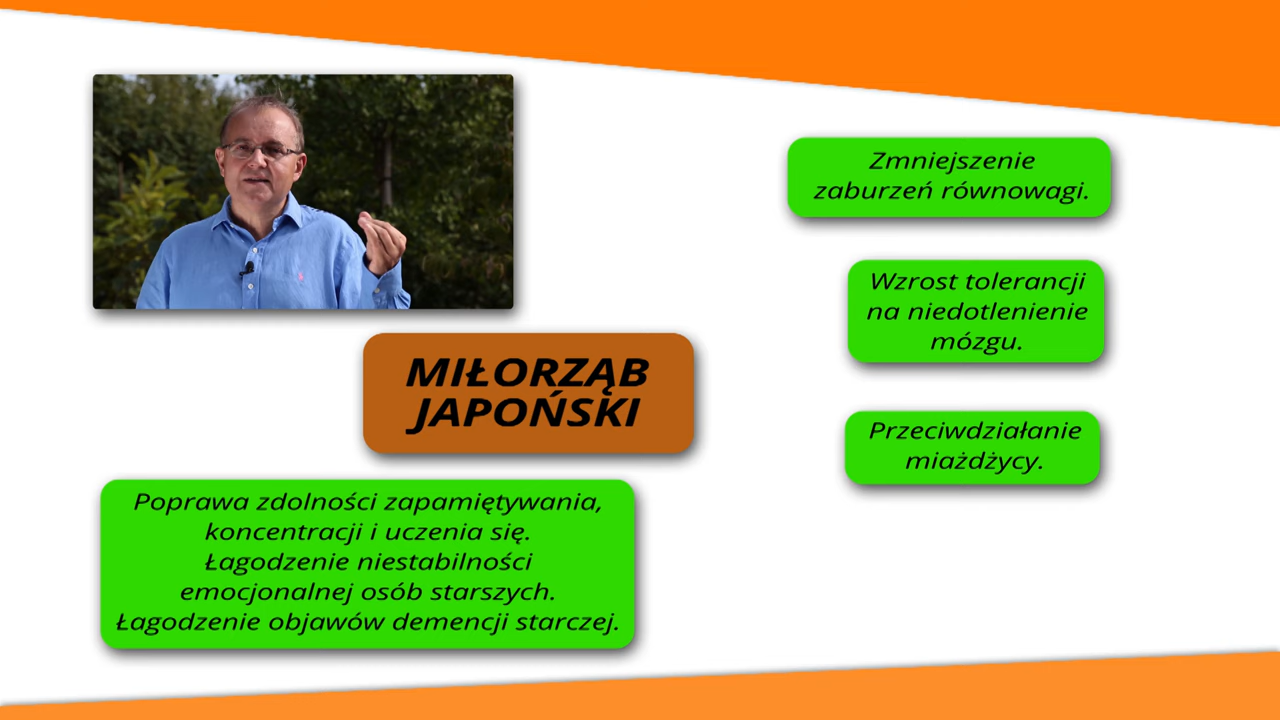 Zmniejszenie
zaburzeń równowagi.
Wzrost tolerancji
na niedotlenienie
mózgu.
MIŁORZĄB
JAPOŃSKI
Przeciwdziałanie
miażdżycy.
Poprawa zdolności zapamiętywania,
koncentracji i uczenia się.
Łagodzenie niestabilności
emocjonalnej osób starszych.
Łagodzenie objawów demencji starczej.